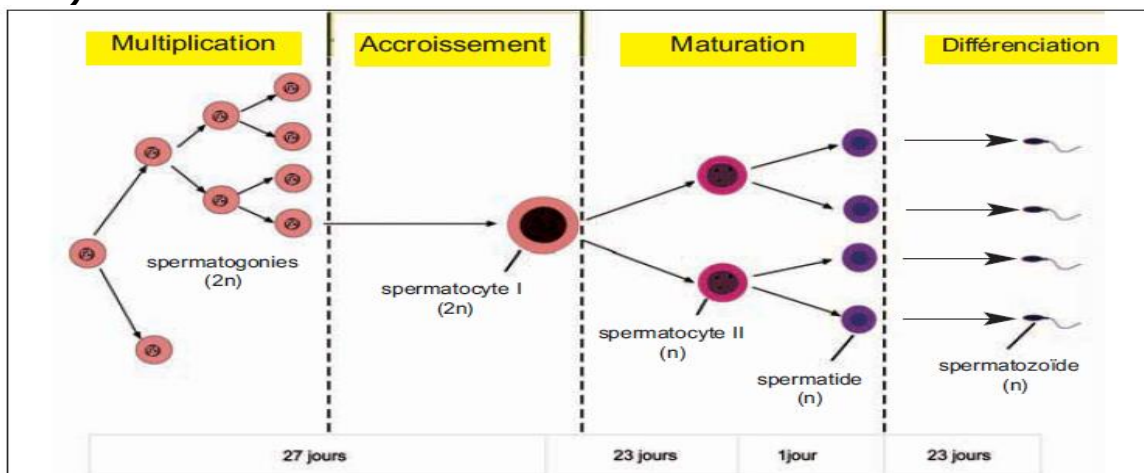 Multiplication
Accroissement
Maturation
Différenciation
spermatogonies
(2n)
spermatocyte I
(2n)
spermatocyte II
(n)
spermatide
(n)
spermatozoïde
(n)
27 jours
23 jours
1jour
23 jours